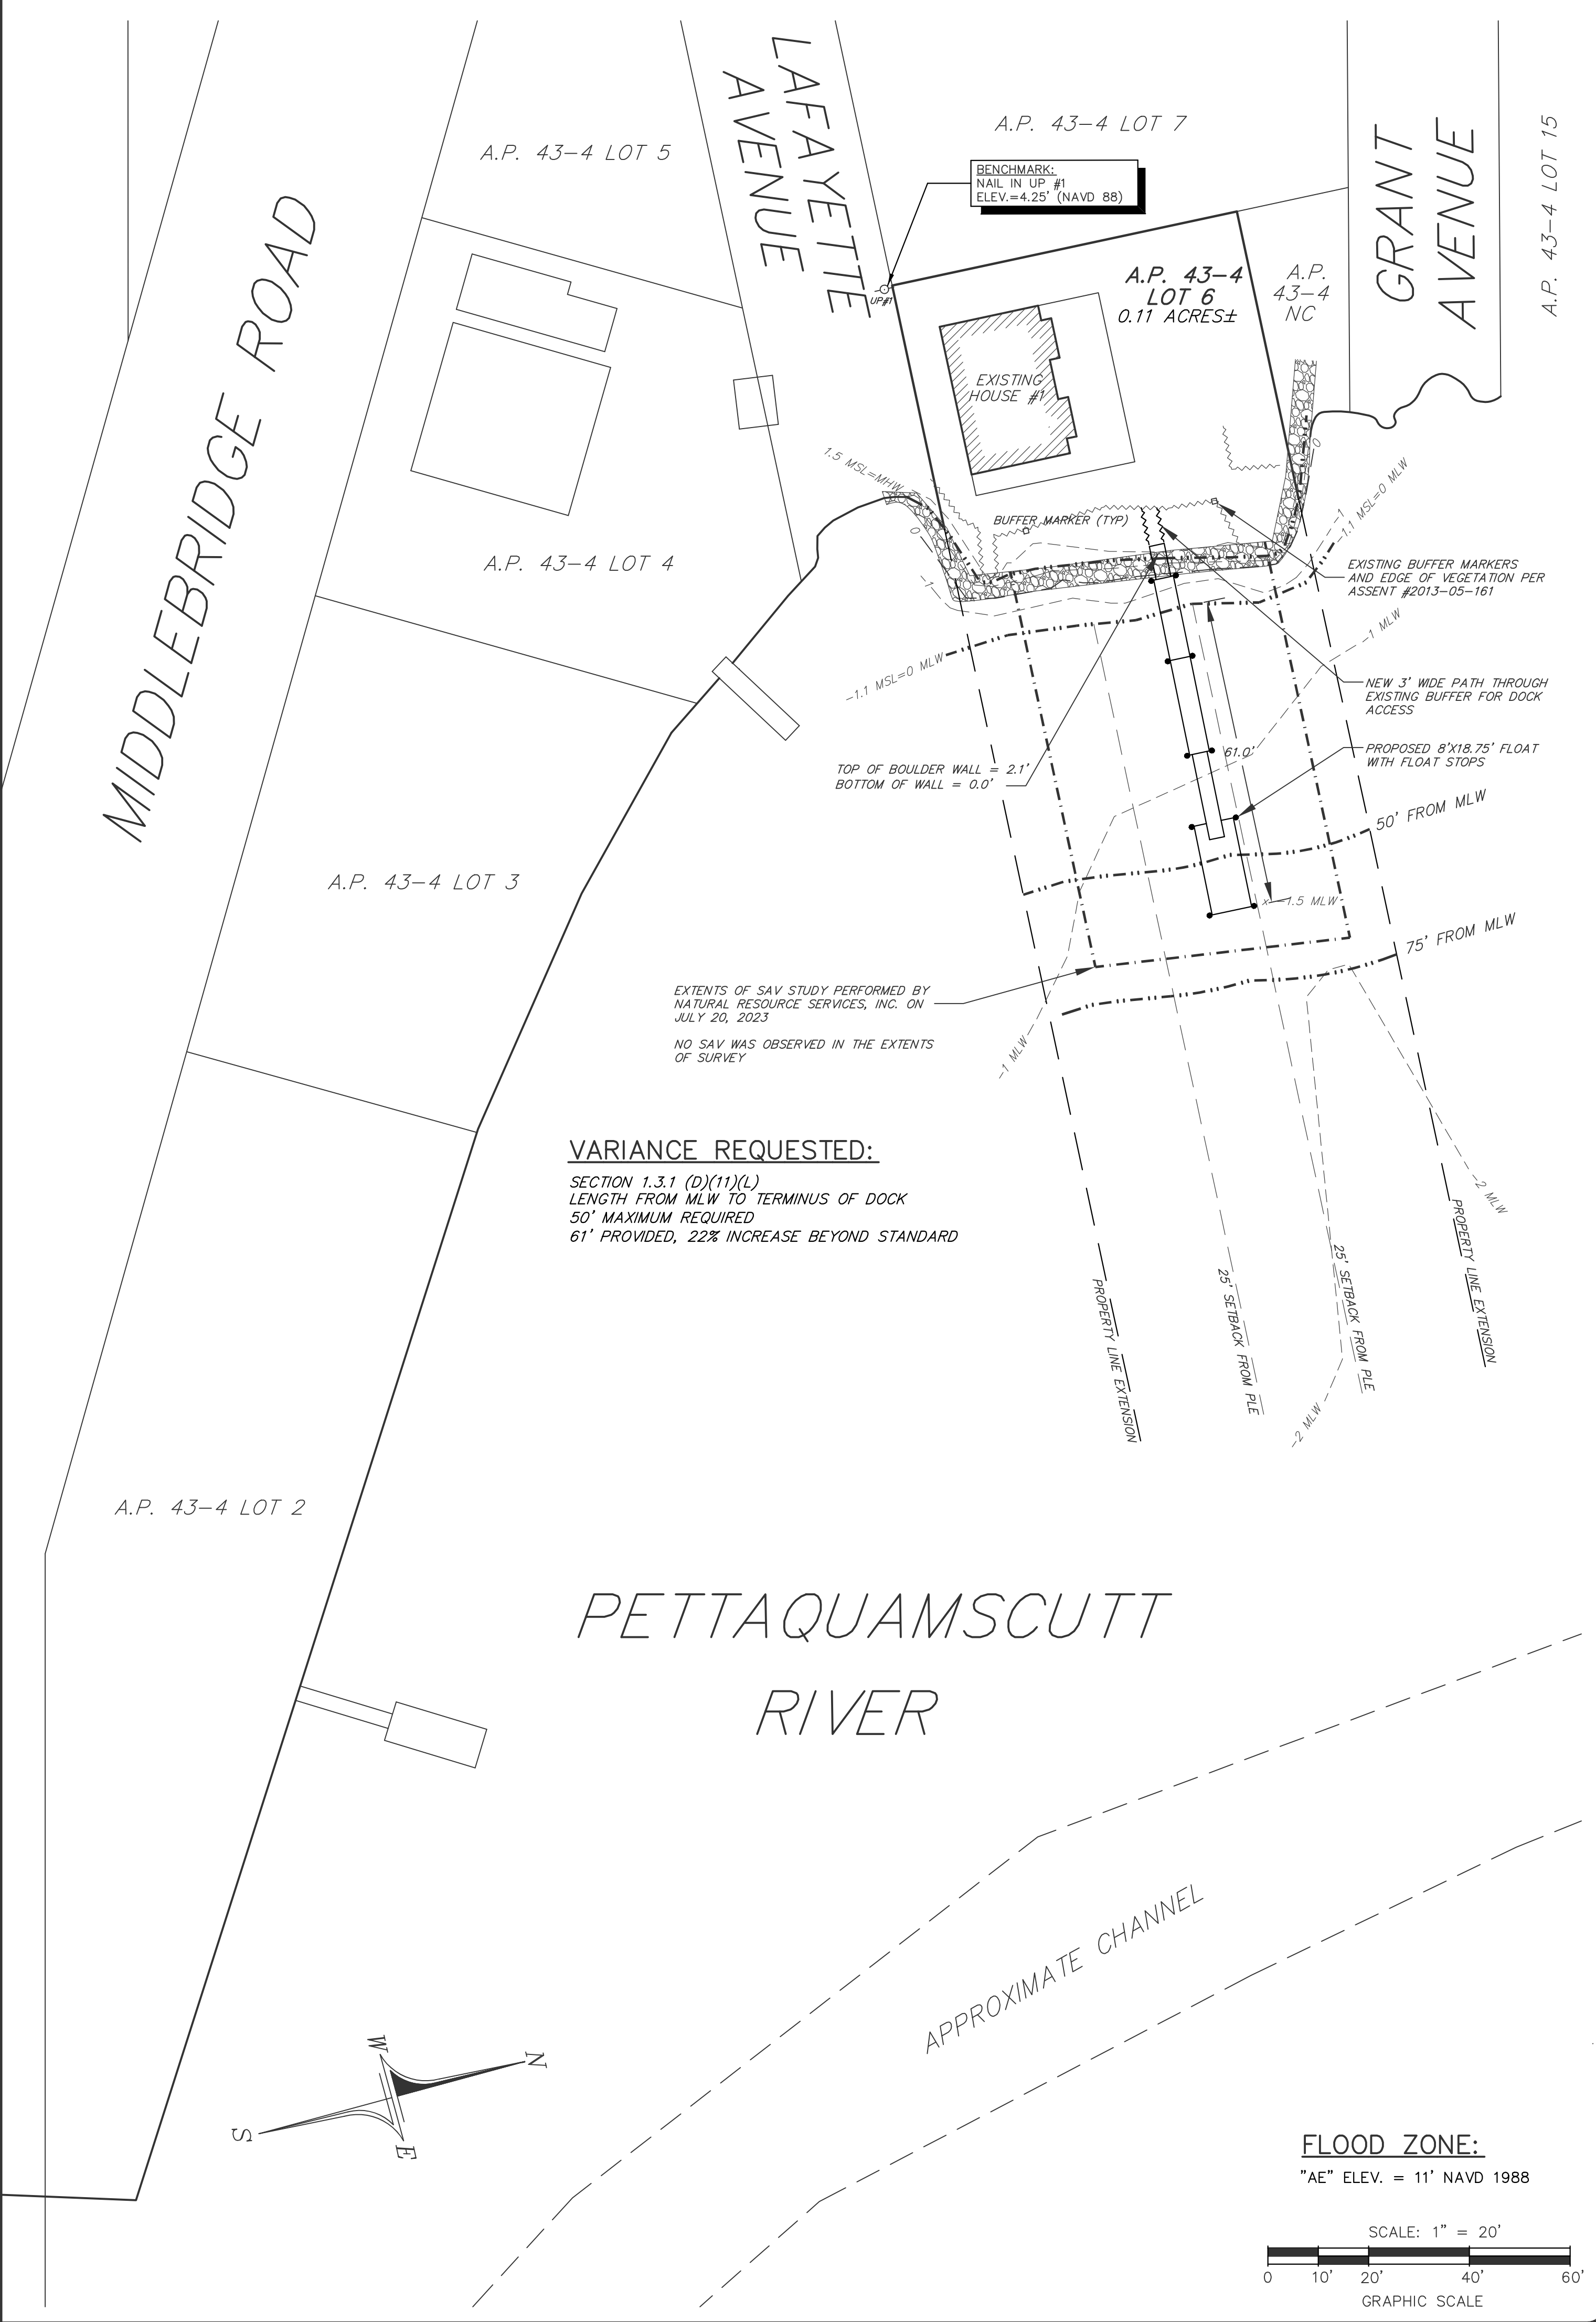 LAFAYETTE
AVENUE
A.P. 43-4 LOT 7
A.P. 43-4 LOT 5
BENCHMARK:
NAIL IN UP #1
ELEV.=4.25' (NAVD 88)
GRANT
AVENUE
A.P. 43-4 LOT 15
MIDDLEBRIDGE ROAD
UP#1
A.P. 43-4
LOT 6
0.11 ACRES±
A.P.
43-4
NC
EXISTING
HOUSE #1
1.5 MSL=MHW
0
0
-1
-1
-1.1 MSL=0 MLW
BUFFER MARKER (TYP)
A.P. 43-4 LOT 4
EXISTING BUFFER MARKERS
AND EDGE OF VEGETATION PER
ASSENT #2013-05-161
-1 MLW
-1.1 MSL=0 MLW
NEW 3' WIDE PATH THROUGH
EXISTING BUFFER FOR DOCK
ACCESS
61.0'
PROPOSED 8'X18.75' FLOAT
WITH FLOAT STOPS
TOP OF BOULDER WALL = 2.1'
BOTTOM OF WALL = 0.0'
50' FROM MLW
A.P. 43-4 LOT 3
x -1.5 MLW
75' FROM MLW
EXTENTS OF SAV STUDY PERFORMED BY
NATURAL RESOURCE SERVICES, INC. ON
JULY 20, 2023
NO SAV WAS OBSERVED IN THE EXTENTS
OF SURVEY
-1 MLW
VARIANCE REQUESTED:
SECTION 1.3.1 (D)(11)(L)
LENGTH FROM MLW TO TERMINUS OF DOCK
50' MAXIMUM REQUIRED
61' PROVIDED, 22% INCREASE BEYOND STANDARD
-2 MLW
PROPERTY LINE EXTENSION
25' SETBACK FROM PLE
25' SETBACK FROM PLE
PROPERTY LINE EXTENSION
-2 MLW
A.P. 43-4 LOT 2
PETTAQUAMSCUTT
RIVER
APPROXIMATE CHANNEL
W
N
S
E
FLOOD ZONE:
"AE" ELEV. = 11' NAVD 1988
SCALE: 1" = 20'
0 10' 20' 40' 60'
GRAPHIC SCALE